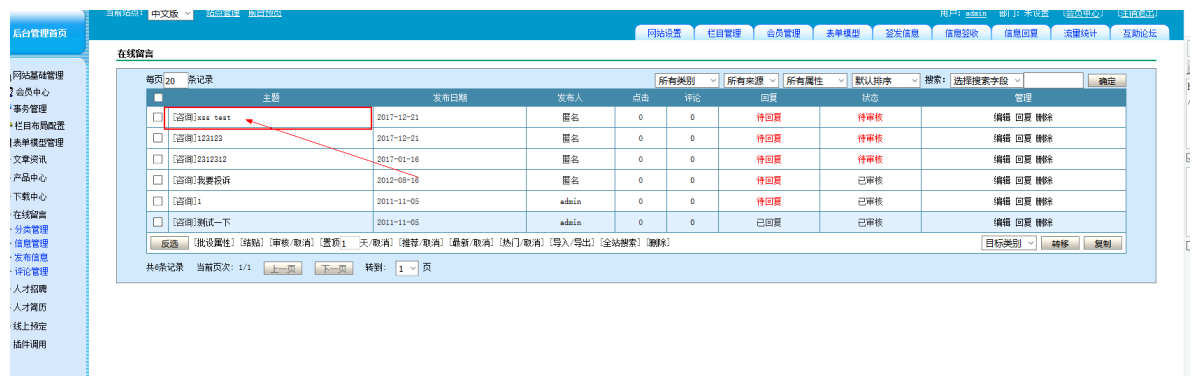 当前站点: 中文版 站点管理 前台预览
用户: admin 部门: 未设置 [会员中心] [注销退出]
后台管理首页
网站设置 栏目管理 会员管理 表单模型 签发信息 信息签收 信息回复 流量统计 互动论坛
在线留言
网站基础管理
会员中心
事务管理
栏目布局配置
表单模型管理
文章资讯
产品中心
下载中心
在线留言
分类管理
信息管理
发布信息
评论管理
人才招聘
人才简历
线上预定
插件调用
每页 20 条记录 所有类别 所有来源 所有属性 默认排序 搜索: 选择搜索字段 确定
主题 发布日期 发布人 点击 评论 回复 状态 管理
[咨询]xss test 2017-12-21 匿名 0 0 待回复 待审核 编辑 回复 删除
[咨询]123123 2017-12-21 匿名 0 0 待回复 待审核 编辑 回复 删除
[咨询]2312312 2017-01-16 匿名 0 0 待回复 待审核 编辑 回复 删除
[咨询]我要投诉 2012-08-16 匿名 0 0 待回复 已审核 编辑 回复 删除
[咨询]1 2011-11-05 admin 0 0 待回复 已审核 编辑 回复 删除
[咨询]测试一下 2011-11-05 admin 0 0 已回复 已审核 编辑 回复 删除
反选 [批设属性] [结贴] [审核/取消] [置顶 1 天/取消] [推荐/取消] [最新/取消] [热门/取消] [导入/导出] [全站搜索] [删除] 目标类别 转移 复制
共6条记录 当前页次: 1/1 上一页 下一页 转到: 1 页